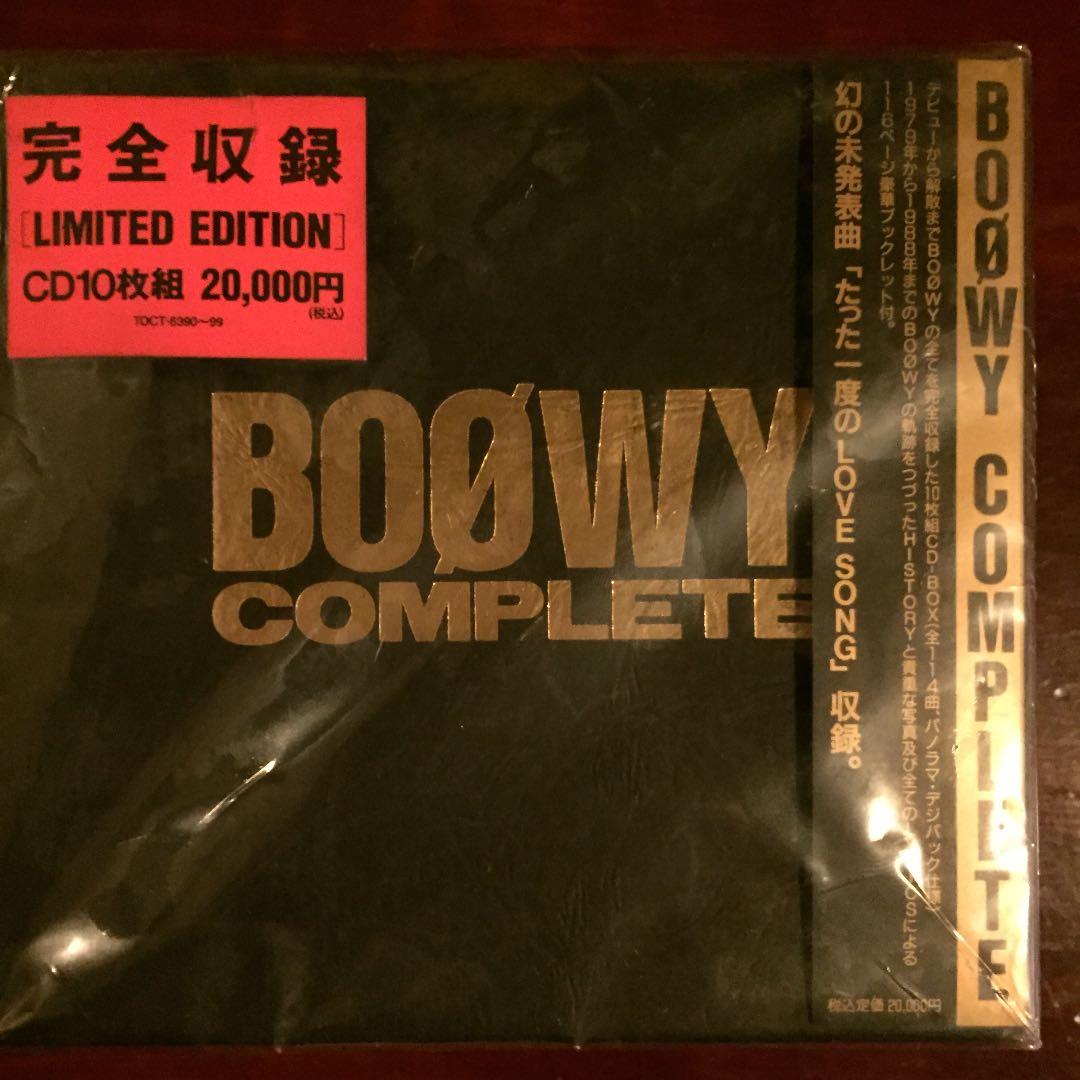 完全収録
[LIMITED EDITION]
CD10枚組 20,000円
(税込)
TOCT-6390〜99
BOØWY
COMPLETE
BOØWY COMPLETE
デビューから解散までBOØWYの全てを完全収録した10枚組CD-BOX(全114曲、パノラマ・デジパック仕様)
1979年から1988年までのBOØWYの軌跡をつづったHISTORYと貴重な写真及び全ての OSによる
116ページ豪華ブックレット付。
幻の未発表曲「たった一度のLOVE SONG」収録。
税込定価20,000円